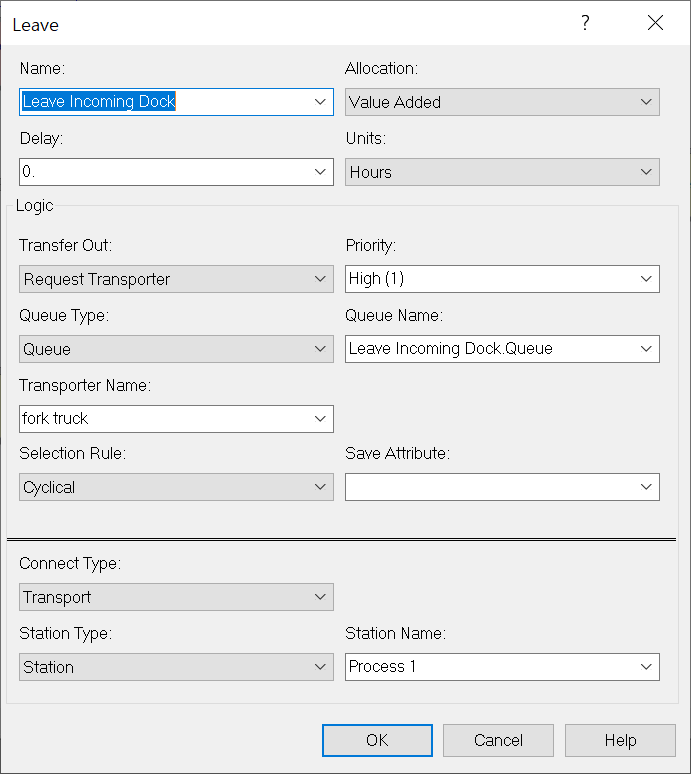 Leave
?
Name: Allocation:
Leave Incoming Dock Value Added
Delay: Units:
0. Hours
Logic
Transfer Out: Priority:
Request Transporter High (1)
Queue Type: Queue Name:
Queue Leave Incoming Dock.Queue
Transporter Name:
fork truck
Selection Rule: Save Attribute:
Cyclical
Connect Type:
Transport
Station Type: Station Name:
Station Process 1
OK Cancel Help